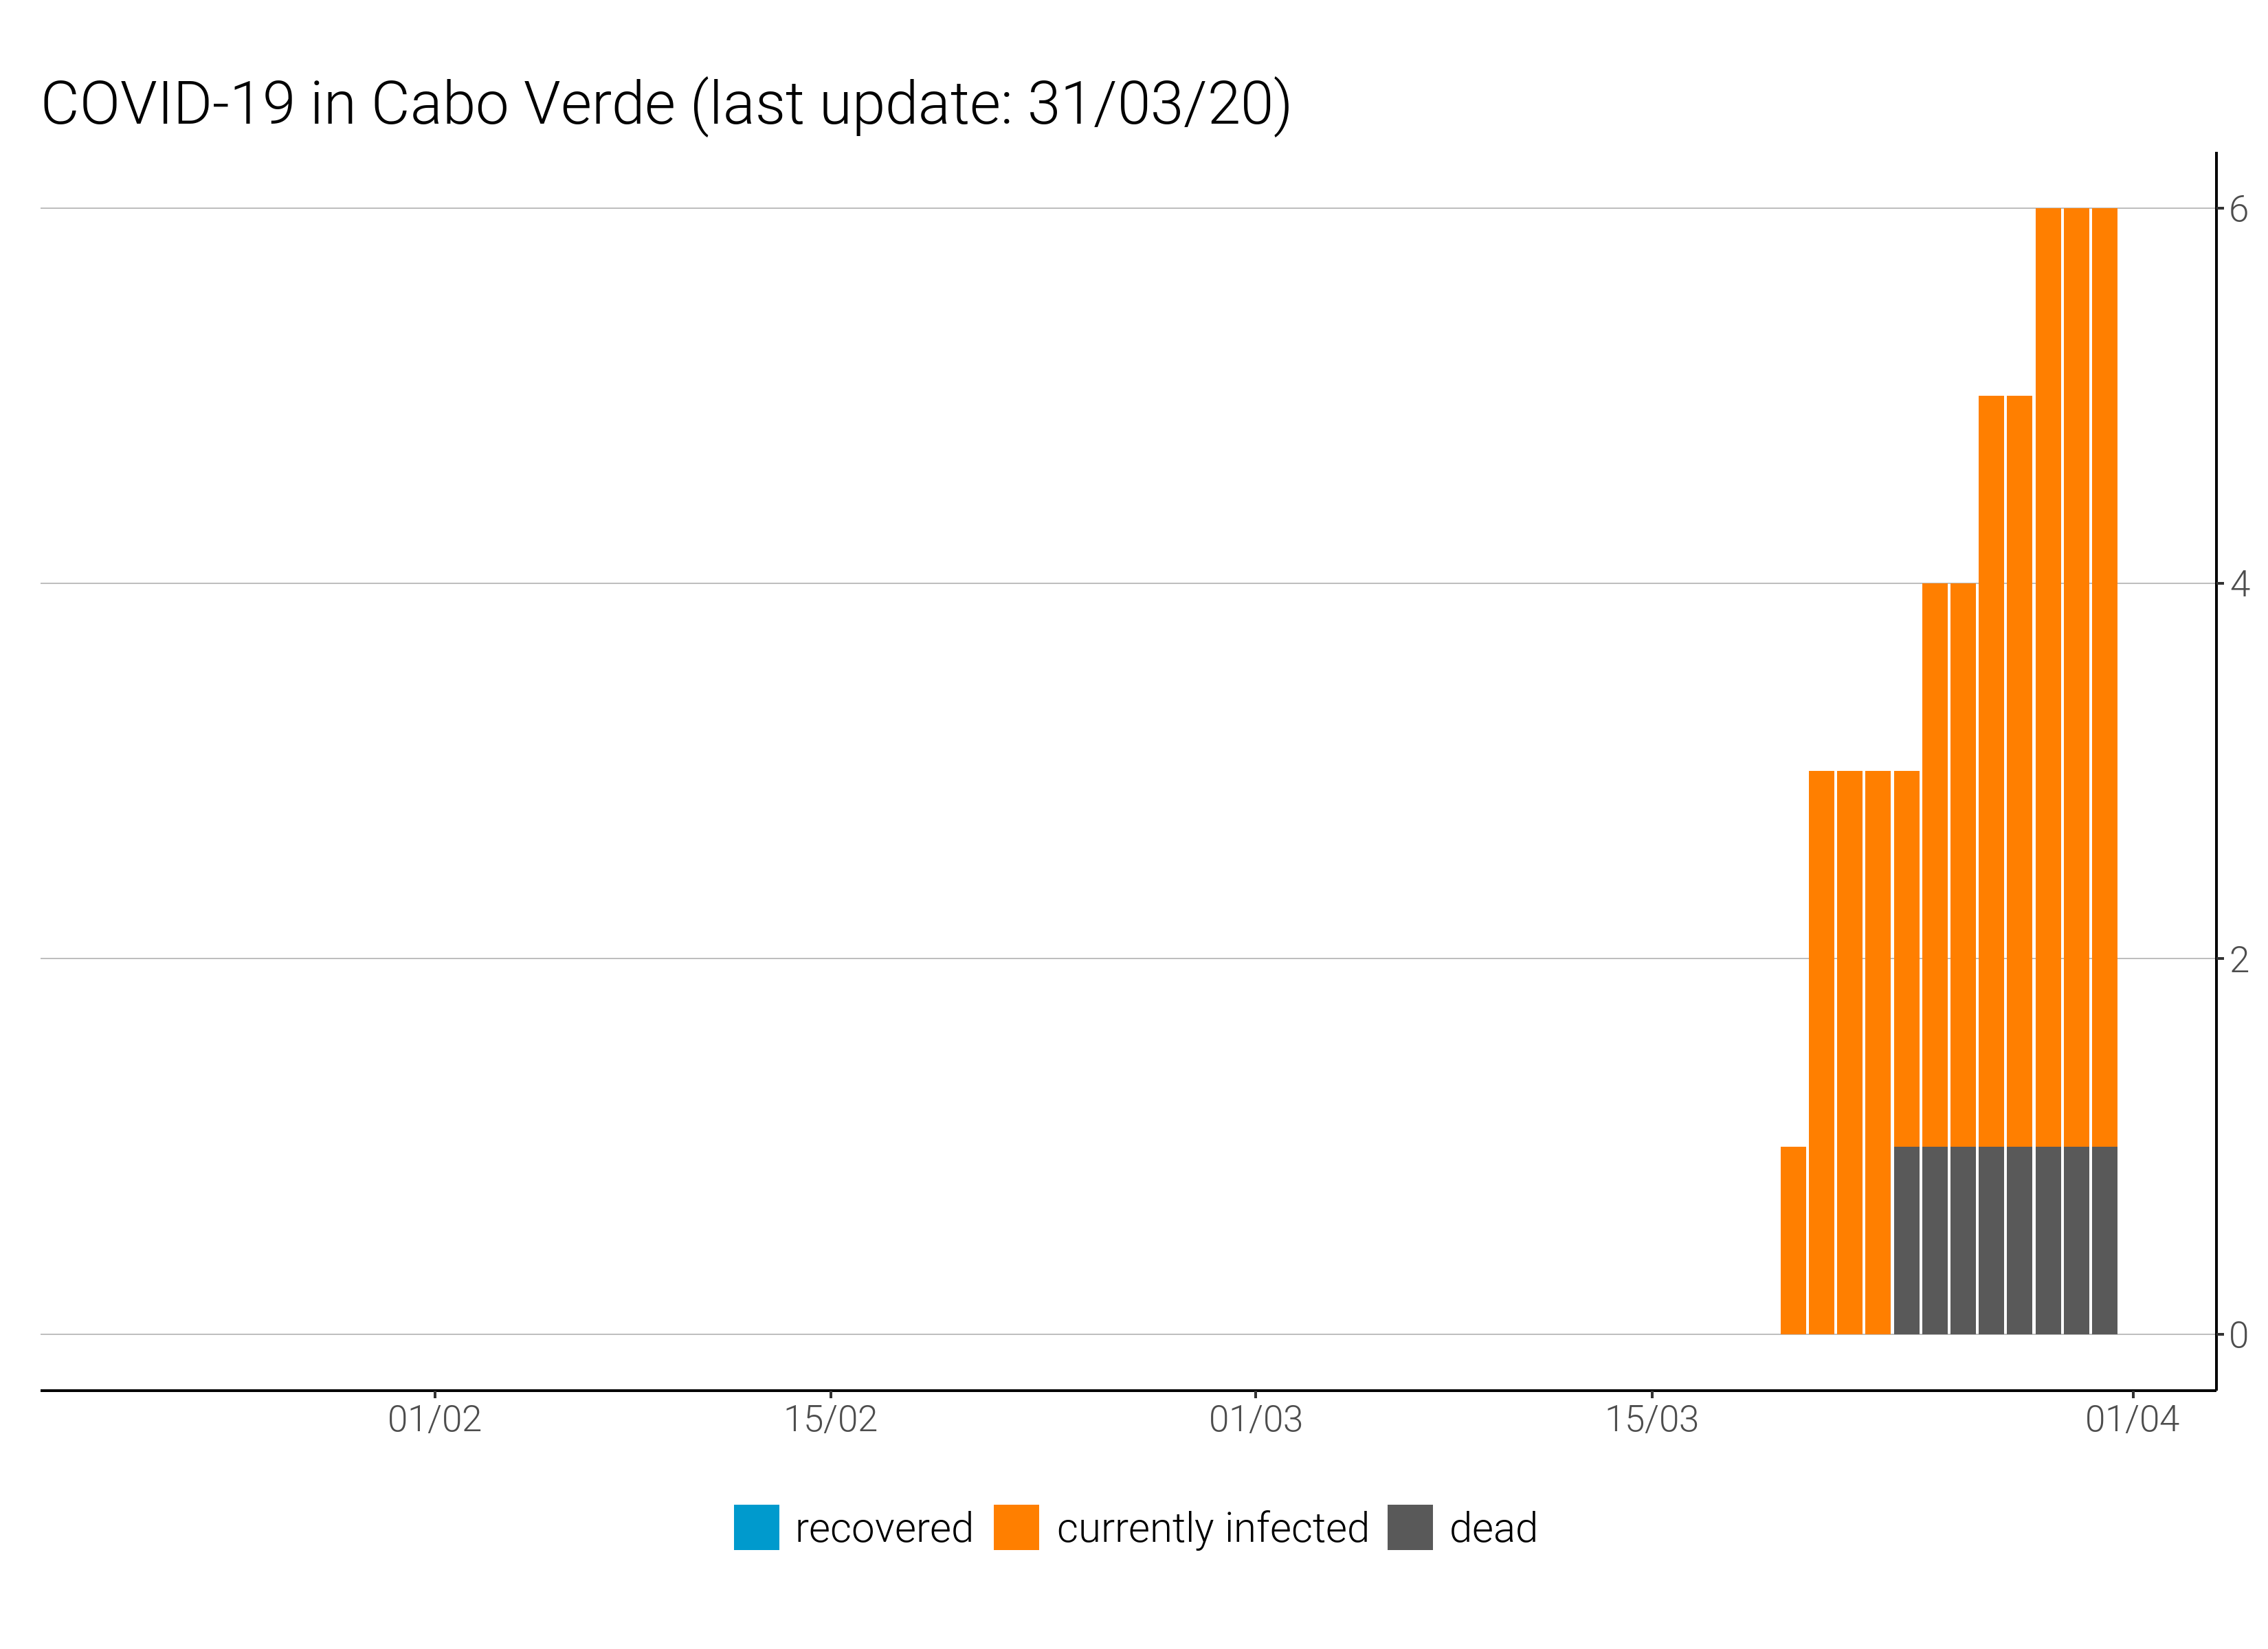 COVID-19 in Cabo Verde (last update: 31/03/20)
6
4
2
0
01/02 15/02 01/03 15/03 01/04
recovered currently infected dead